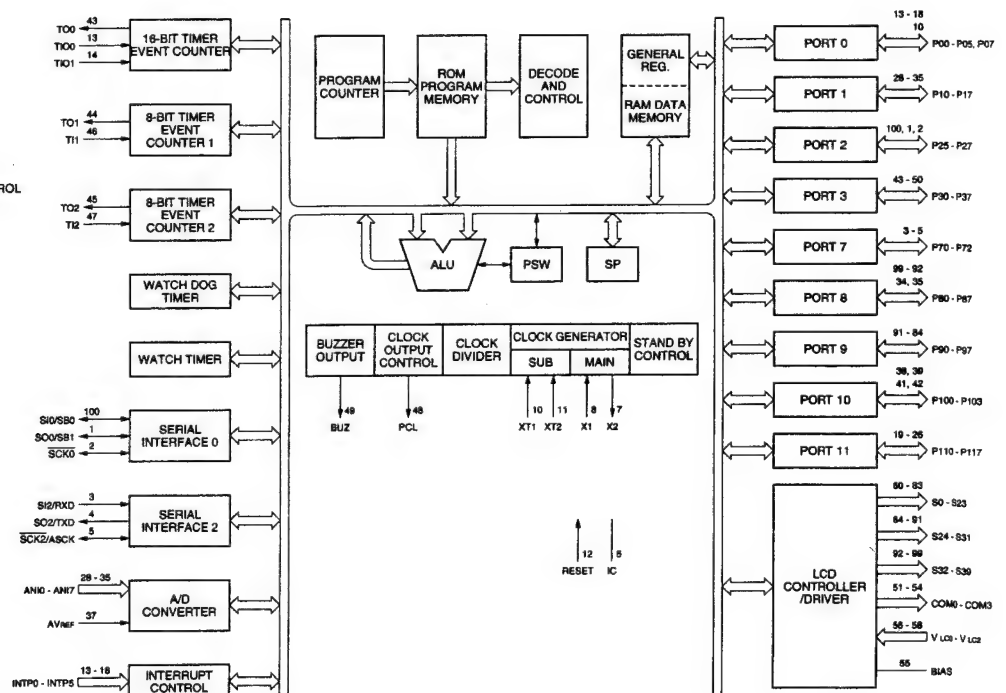 43
TO0
13
TIO0
14
TIO1
16-BIT TIMER
EVENT COUNTER
44
TO1
46
TI1
8-BIT TIMER
EVENT
COUNTER 1
ROL
45
TO2
47
TI2
8-BIT TIMER
EVENT
COUNTER 2
WATCH DOG
TIMER
WATCH TIMER
100
SI0/SB0
1
SO0/SB1
2
SCK0
SERIAL
INTERFACE 0
3
SI2/RXD
4
SO2/TXD
5
SCK2/ASCK
SERIAL
INTERFACE 2
28 - 35
ANI0 - ANI7
37
AVREF
A/D
CONVERTER
13 - 18
INTP0 - INTP5
INTERRUPT
CONTROL
PROGRAM
COUNTER
ROM
PROGRAM
MEMORY
DECODE
AND
CONTROL
GENERAL
REG.
RAM DATA
MEMORY
ALU
PSW
SP
BUZZER
OUTPUT
CLOCK
OUTPUT
CONTROL
CLOCK
DIVIDER
CLOCK GENERATOR
SUB
MAIN
STAND BY
CONTROL
49
BUZ
48
PCL
10
XT1
11
XT2
8
X1
7
X2
12
RESET
6
IC
13 - 18
10
PORT 0
P00 - P05, P07
28 - 35
PORT 1
P10 - P17
100, 1, 2
PORT 2
P25 - P27
43 - 50
PORT 3
P30 - P37
3 - 5
PORT 7
P70 - P72
99 - 92
34, 35
PORT 8
P80 - P87
91 - 84
PORT 9
P90 - P97
38, 39
41, 42
PORT 10
P100 - P103
19 - 26
PORT 11
P110 - P117
LCD
CONTROLLER
/DRIVER
60 - 83
S0 - S23
84 - 91
S24 - S31
92 - 99
S32 - S39
51 - 54
COM0 - COM3
56 - 58
VLC0 - VLC2
55
BIAS